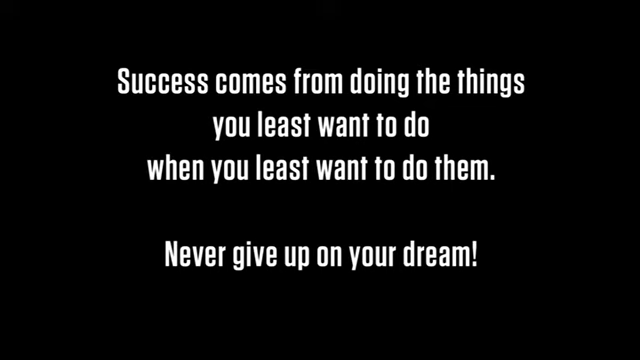 Success comes from doing the things
you least want to do
when you least want to do them.
Never give up on your dream!